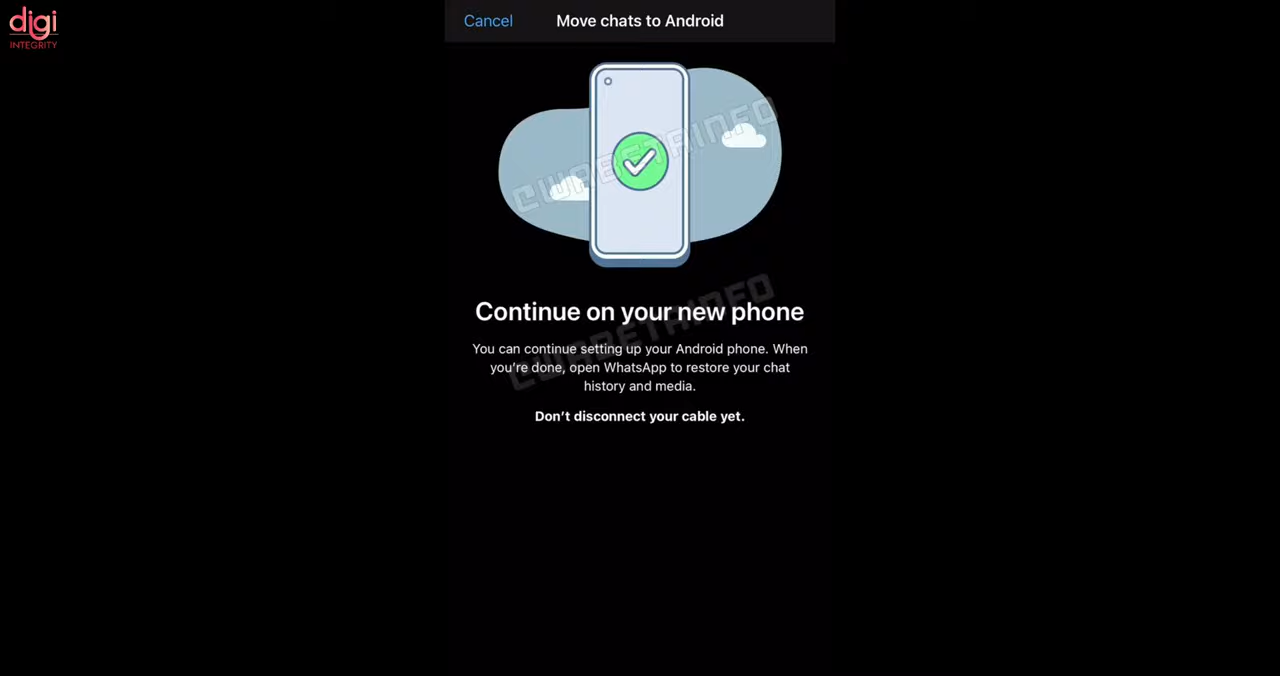 digi
INTEGRITY
Cancel
Move chats to Android
CWABETAINFO
Continue on your new phone
CWABETAINFO
You can continue setting up your Android phone. When
you’re done, open WhatsApp to restore your chat
history and media.
Don’t disconnect your cable yet.